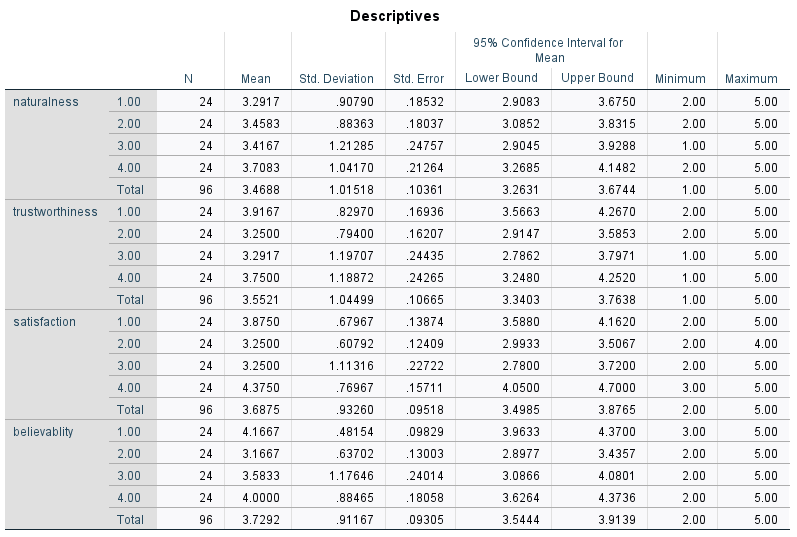 Descriptives
95% Confidence Interval for
Mean
N Mean Std. Deviation Std. Error Lower Bound Upper Bound Minimum Maximum
naturalness 1.00 24 3.2917 .90790 .18532 2.9083 3.6750 2.00 5.00
2.00 24 3.4583 .88363 .18037 3.0852 3.8315 2.00 5.00
3.00 24 3.4167 1.21285 .24757 2.9045 3.9288 1.00 5.00
4.00 24 3.7083 1.04170 .21264 3.2685 4.1482 2.00 5.00
Total 96 3.4688 1.01518 .10361 3.2631 3.6744 1.00 5.00
trustworthiness 1.00 24 3.9167 .82970 .16936 3.5663 4.2670 2.00 5.00
2.00 24 3.2500 .79400 .16207 2.9147 3.5853 2.00 5.00
3.00 24 3.2917 1.19707 .24435 2.7862 3.7971 1.00 5.00
4.00 24 3.7500 1.18872 .24265 3.2480 4.2520 1.00 5.00
Total 96 3.5521 1.04499 .10665 3.3403 3.7638 1.00 5.00
satisfaction 1.00 24 3.8750 .67967 .13874 3.5880 4.1620 2.00 5.00
2.00 24 3.2500 .60792 .12409 2.9933 3.5067 2.00 4.00
3.00 24 3.2500 1.11316 .22722 2.7800 3.7200 2.00 5.00
4.00 24 4.3750 .76967 .15711 4.0500 4.7000 3.00 5.00
Total 96 3.6875 .93260 .09518 3.4985 3.8765 2.00 5.00
believablity 1.00 24 4.1667 .48154 .09829 3.9633 4.3700 3.00 5.00
2.00 24 3.1667 .63702 .13003 2.8977 3.4357 2.00 5.00
3.00 24 3.5833 1.17646 .24014 3.0866 4.0801 2.00 5.00
4.00 24 4.0000 .88465 .18058 3.6264 4.3736 2.00 5.00
Total 96 3.7292 .91167 .09305 3.5444 3.9139 2.00 5.00